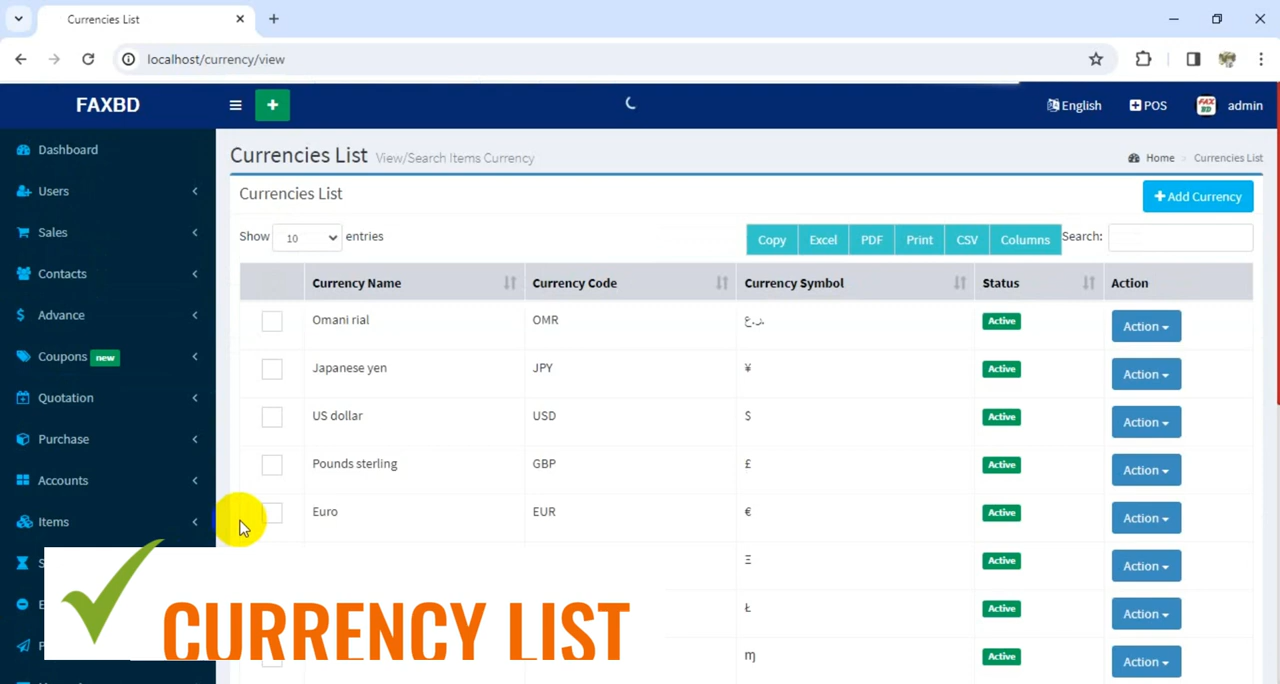 Currencies List
localhost/currency/view
FAXBD
English
POS
FAX BD
admin
Dashboard
Users
Sales
Contacts
Advance
Coupons new
Quotation
Purchase
Accounts
Items
Currencies List View/Search Items Currency
Home > Currencies List
Currencies List
+ Add Currency
Show 10 entries
Copy Excel PDF Print CSV Columns
Search:
Currency Name Currency Code Currency Symbol Status Action
Omani rial OMR ر.ع. Active Action
Japanese yen JPY ¥ Active Action
US dollar USD $ Active Action
Pounds sterling GBP £ Active Action
Euro EUR € Active Action
Ξ Active Action
Ł Active Action
ɱ Active Action
CURRENCY LIST